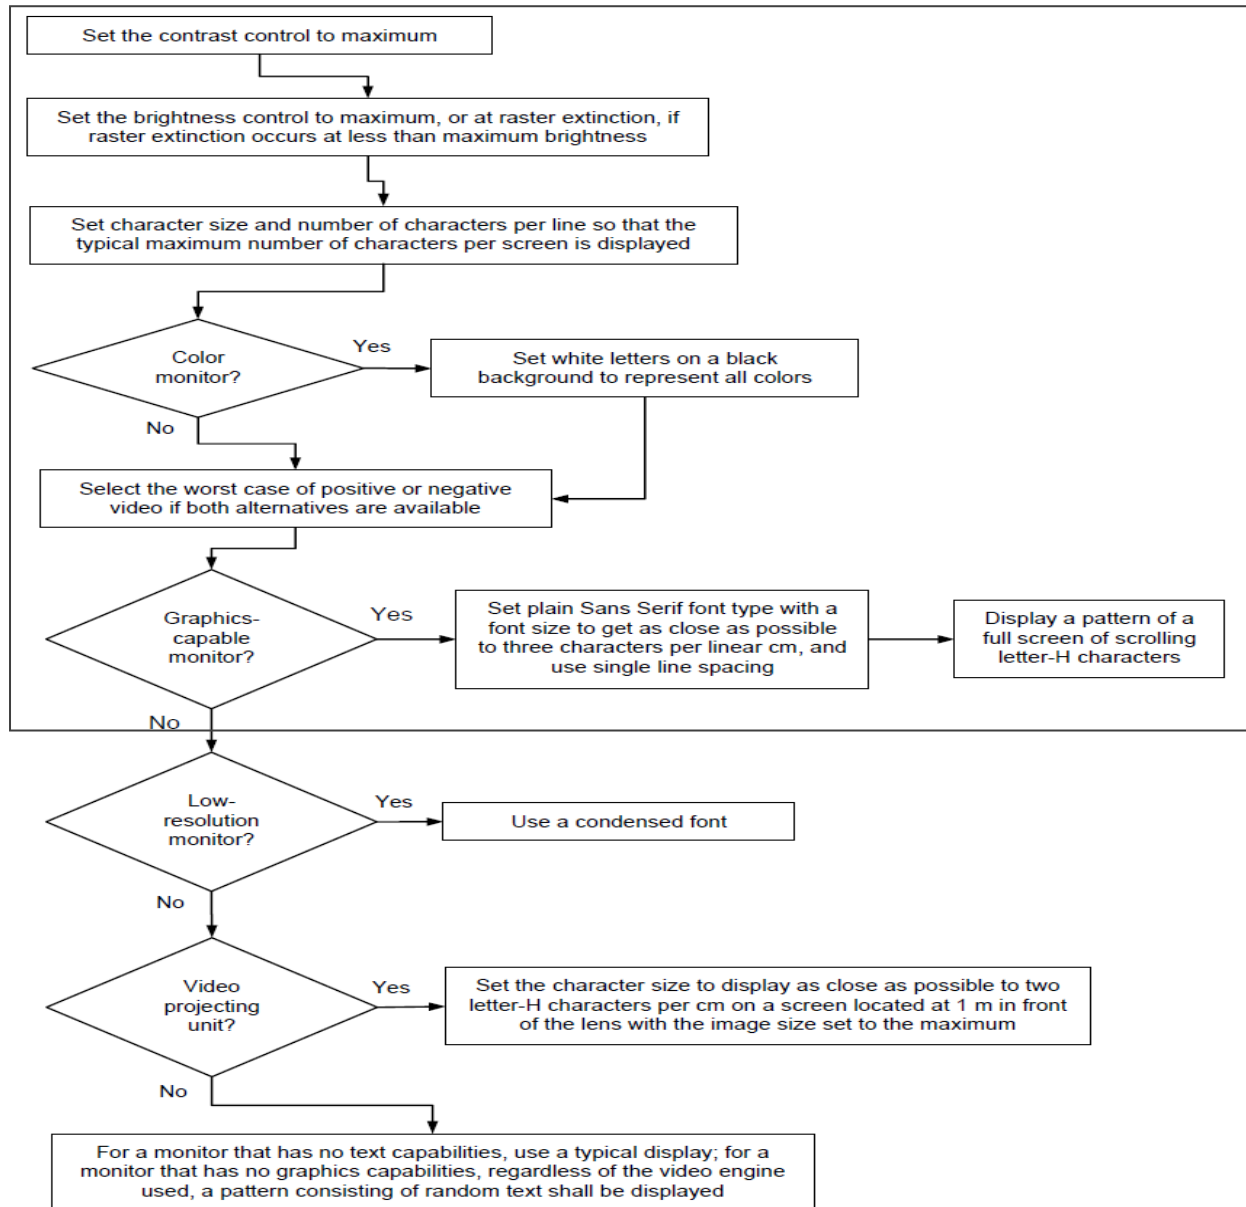 Set the contrast control to maximum
Set the brightness control to maximum, or at raster extinction, if
raster extinction occurs at less than maximum brightness
Set character size and number of characters per line so that the
typical maximum number of characters per screen is displayed
Color
monitor?
Yes
Set white letters on a black
background to represent all colors
No
Select the worst case of positive or negative
video if both alternatives are available
Graphics-
capable
monitor?
Yes
Set plain Sans Serif font type with a
font size to get as close as possible
to three characters per linear cm, and
use single line spacing
Display a pattern of a
full screen of scrolling
letter-H characters
No
Low-
resolution
monitor?
Yes
Use a condensed font
No
Video
projecting
unit?
Yes
Set the character size to display as close as possible to two
letter-H characters per cm on a screen located at 1 m in front
of the lens with the image size set to the maximum
No
For a monitor that has no text capabilities, use a typical display; for a
monitor that has no graphics capabilities, regardless of the video engine
used, a pattern consisting of random text shall be displayed